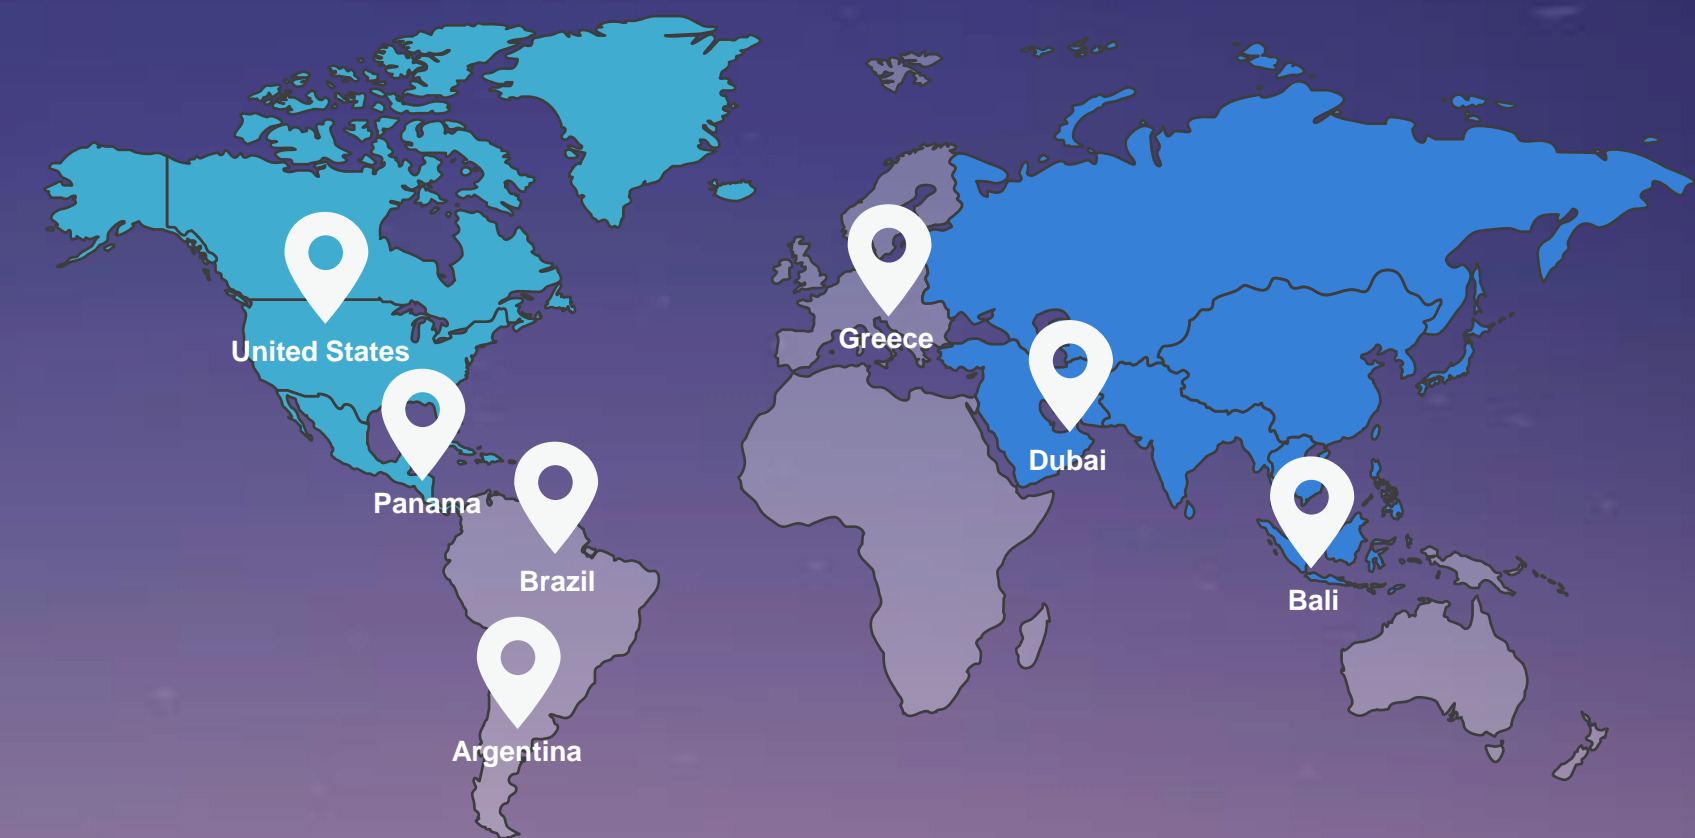 United States
Greece
Dubai
Panama
Brazil
Bali
Argentina